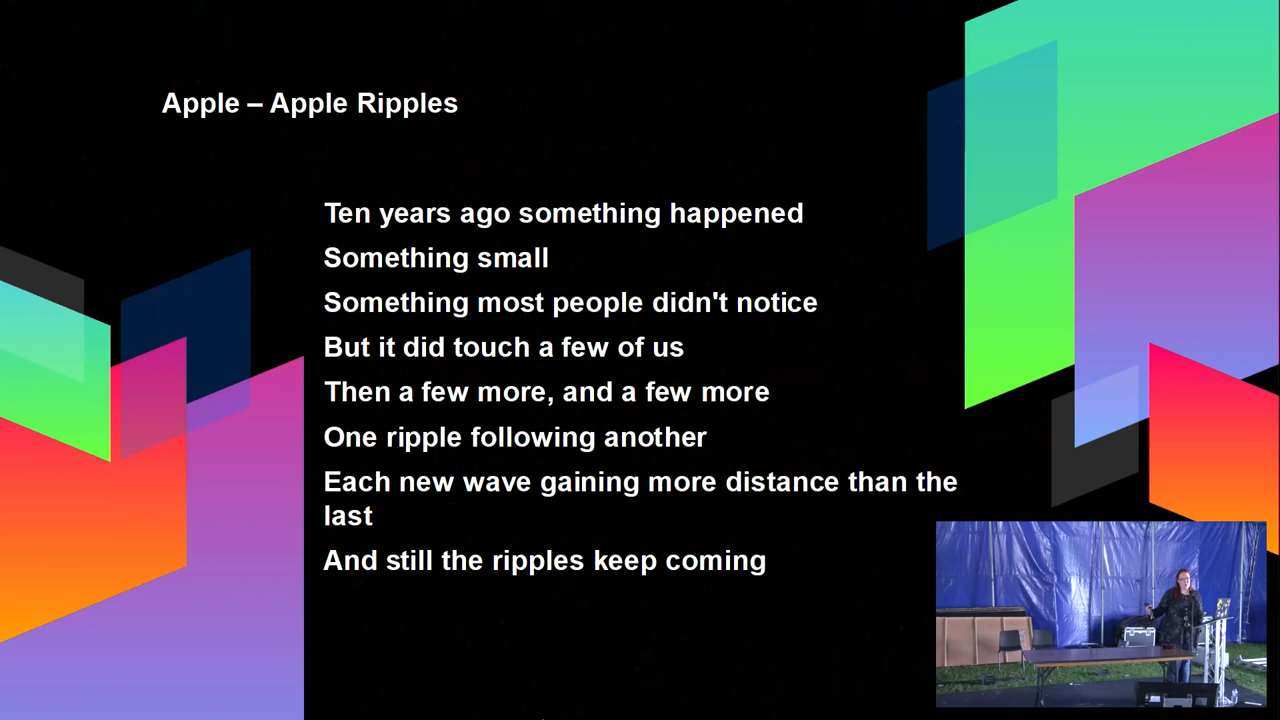 Apple – Apple Ripples
Ten years ago something happened
Something small
Something most people didn't notice
But it did touch a few of us
Then a few more, and a few more
One ripple following another
Each new wave gaining more distance than the
last
And still the ripples keep coming